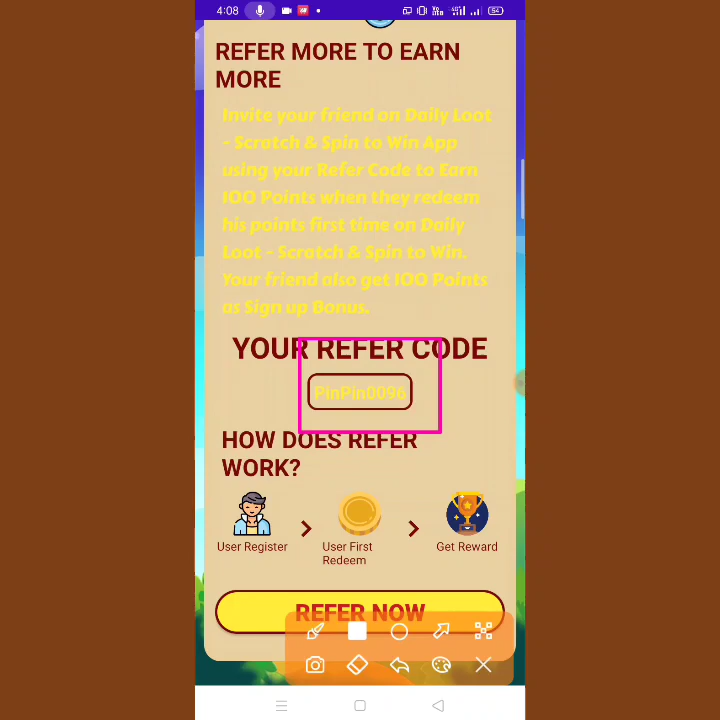 4:08
54
REFER MORE TO EARN
MORE
Invite your friend on Daily Loot
- Scratch & Spin to Win App
using your Refer Code to Earn
100 Points when they redeem
his points first time on Daily
Loot - Scratch & Spin to Win.
Your friend also get 100 Points
as Sign up Bonus.
YOUR REFER CODE
PinPin0096
HOW DOES REFER
WORK?
User Register
User First
Redeem
Get Reward
REFER NOW